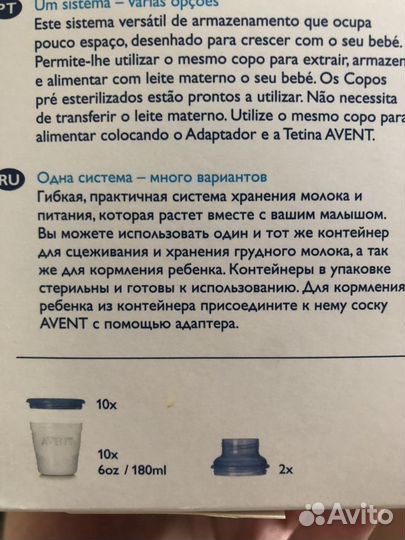 PT Um sistema – várias opções
Este sistema versátil de armazenamento que ocupa
pouco espaço, desenhado para crescer com o seu bebé.
Permite-lhe utilizar o mesmo copo para extrair, armazen
e alimentar com leite materno o seu bebé. Os Copos
pré esterilizados estão prontos a utilizar. Não necessita
de transferir o leite materno. Utilize o mesmo copo para
alimentar colocando o Adaptador e a Tetina AVENT.
RU Одна система – много вариантов
Гибкая, практичная система хранения молока и
питания, которая растет вместе с вашим малышом.
Вы можете использовать один и тот же контейнер
для сцеживания и хранения грудного молока, а так
же для кормления ребенка. Контейнеры в упаковке
стерильны и готовы к использованию. Для кормления
ребенка из контейнера присоедините к нему соску
AVENT с помощью адаптера.
10x
AVENT
10x
6oz / 180ml
2x
Avito